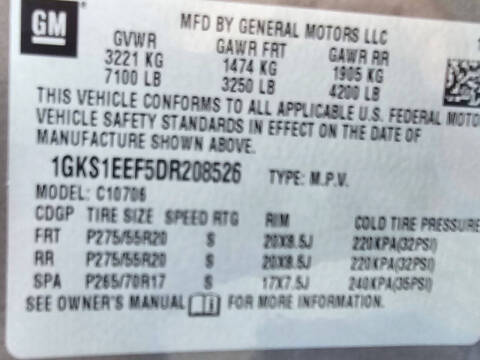 GM
MFD BY GENERAL MOTORS LLC
GVWR GAWR FRT GAWR RR
3221 KG 1474 KG 1905 KG
7100 LB 3250 LB 4200 LB
THIS VEHICLE CONFORMS TO ALL APPLICABLE U.S. FEDERAL MOTO
VEHICLE SAFETY STANDARDS IN EFFECT ON THE DATE OF
MANUFACTURE SHOWN ABOVE.
1GKS1EEF5DR208526 TYPE: M.P.V.
MODEL: C10706
CDGP TIRE SIZE SPEED RTG RIM COLD TIRE PRESSURE
FRT P275/55R20 S 20X8.5J 220KPA(32PSI)
RR P275/55R20 S 20X8.5J 220KPA(32PSI)
SPA P265/70R17 S 17X7.5J 240KPA(35PSI)
SEE OWNER'S MANUAL FOR MORE INFORMATION.